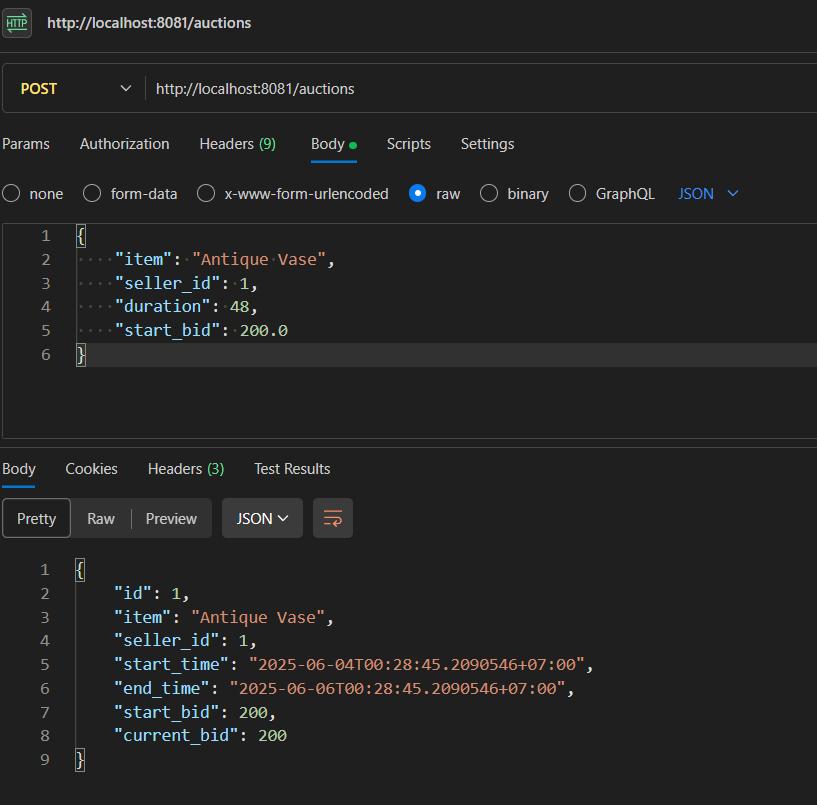 HTTP http://localhost:8081/auctions
POST http://localhost:8081/auctions
Params Authorization Headers (9) Body Scripts Settings
none form-data x-www-form-urlencoded raw binary GraphQL JSON
1 {
2 ····"item":·"Antique·Vase",
3 ····"seller_id":·1,
4 ····"duration":·48,
5 ····"start_bid":·200.0
6 }
Body Cookies Headers (3) Test Results
Pretty Raw Preview JSON
1 {
2 "id": 1,
3 "item": "Antique Vase",
4 "seller_id": 1,
5 "start_time": "2025-06-04T00:28:45.2090546+07:00",
6 "end_time": "2025-06-06T00:28:45.2090546+07:00",
7 "start_bid": 200,
8 "current_bid": 200
9 }